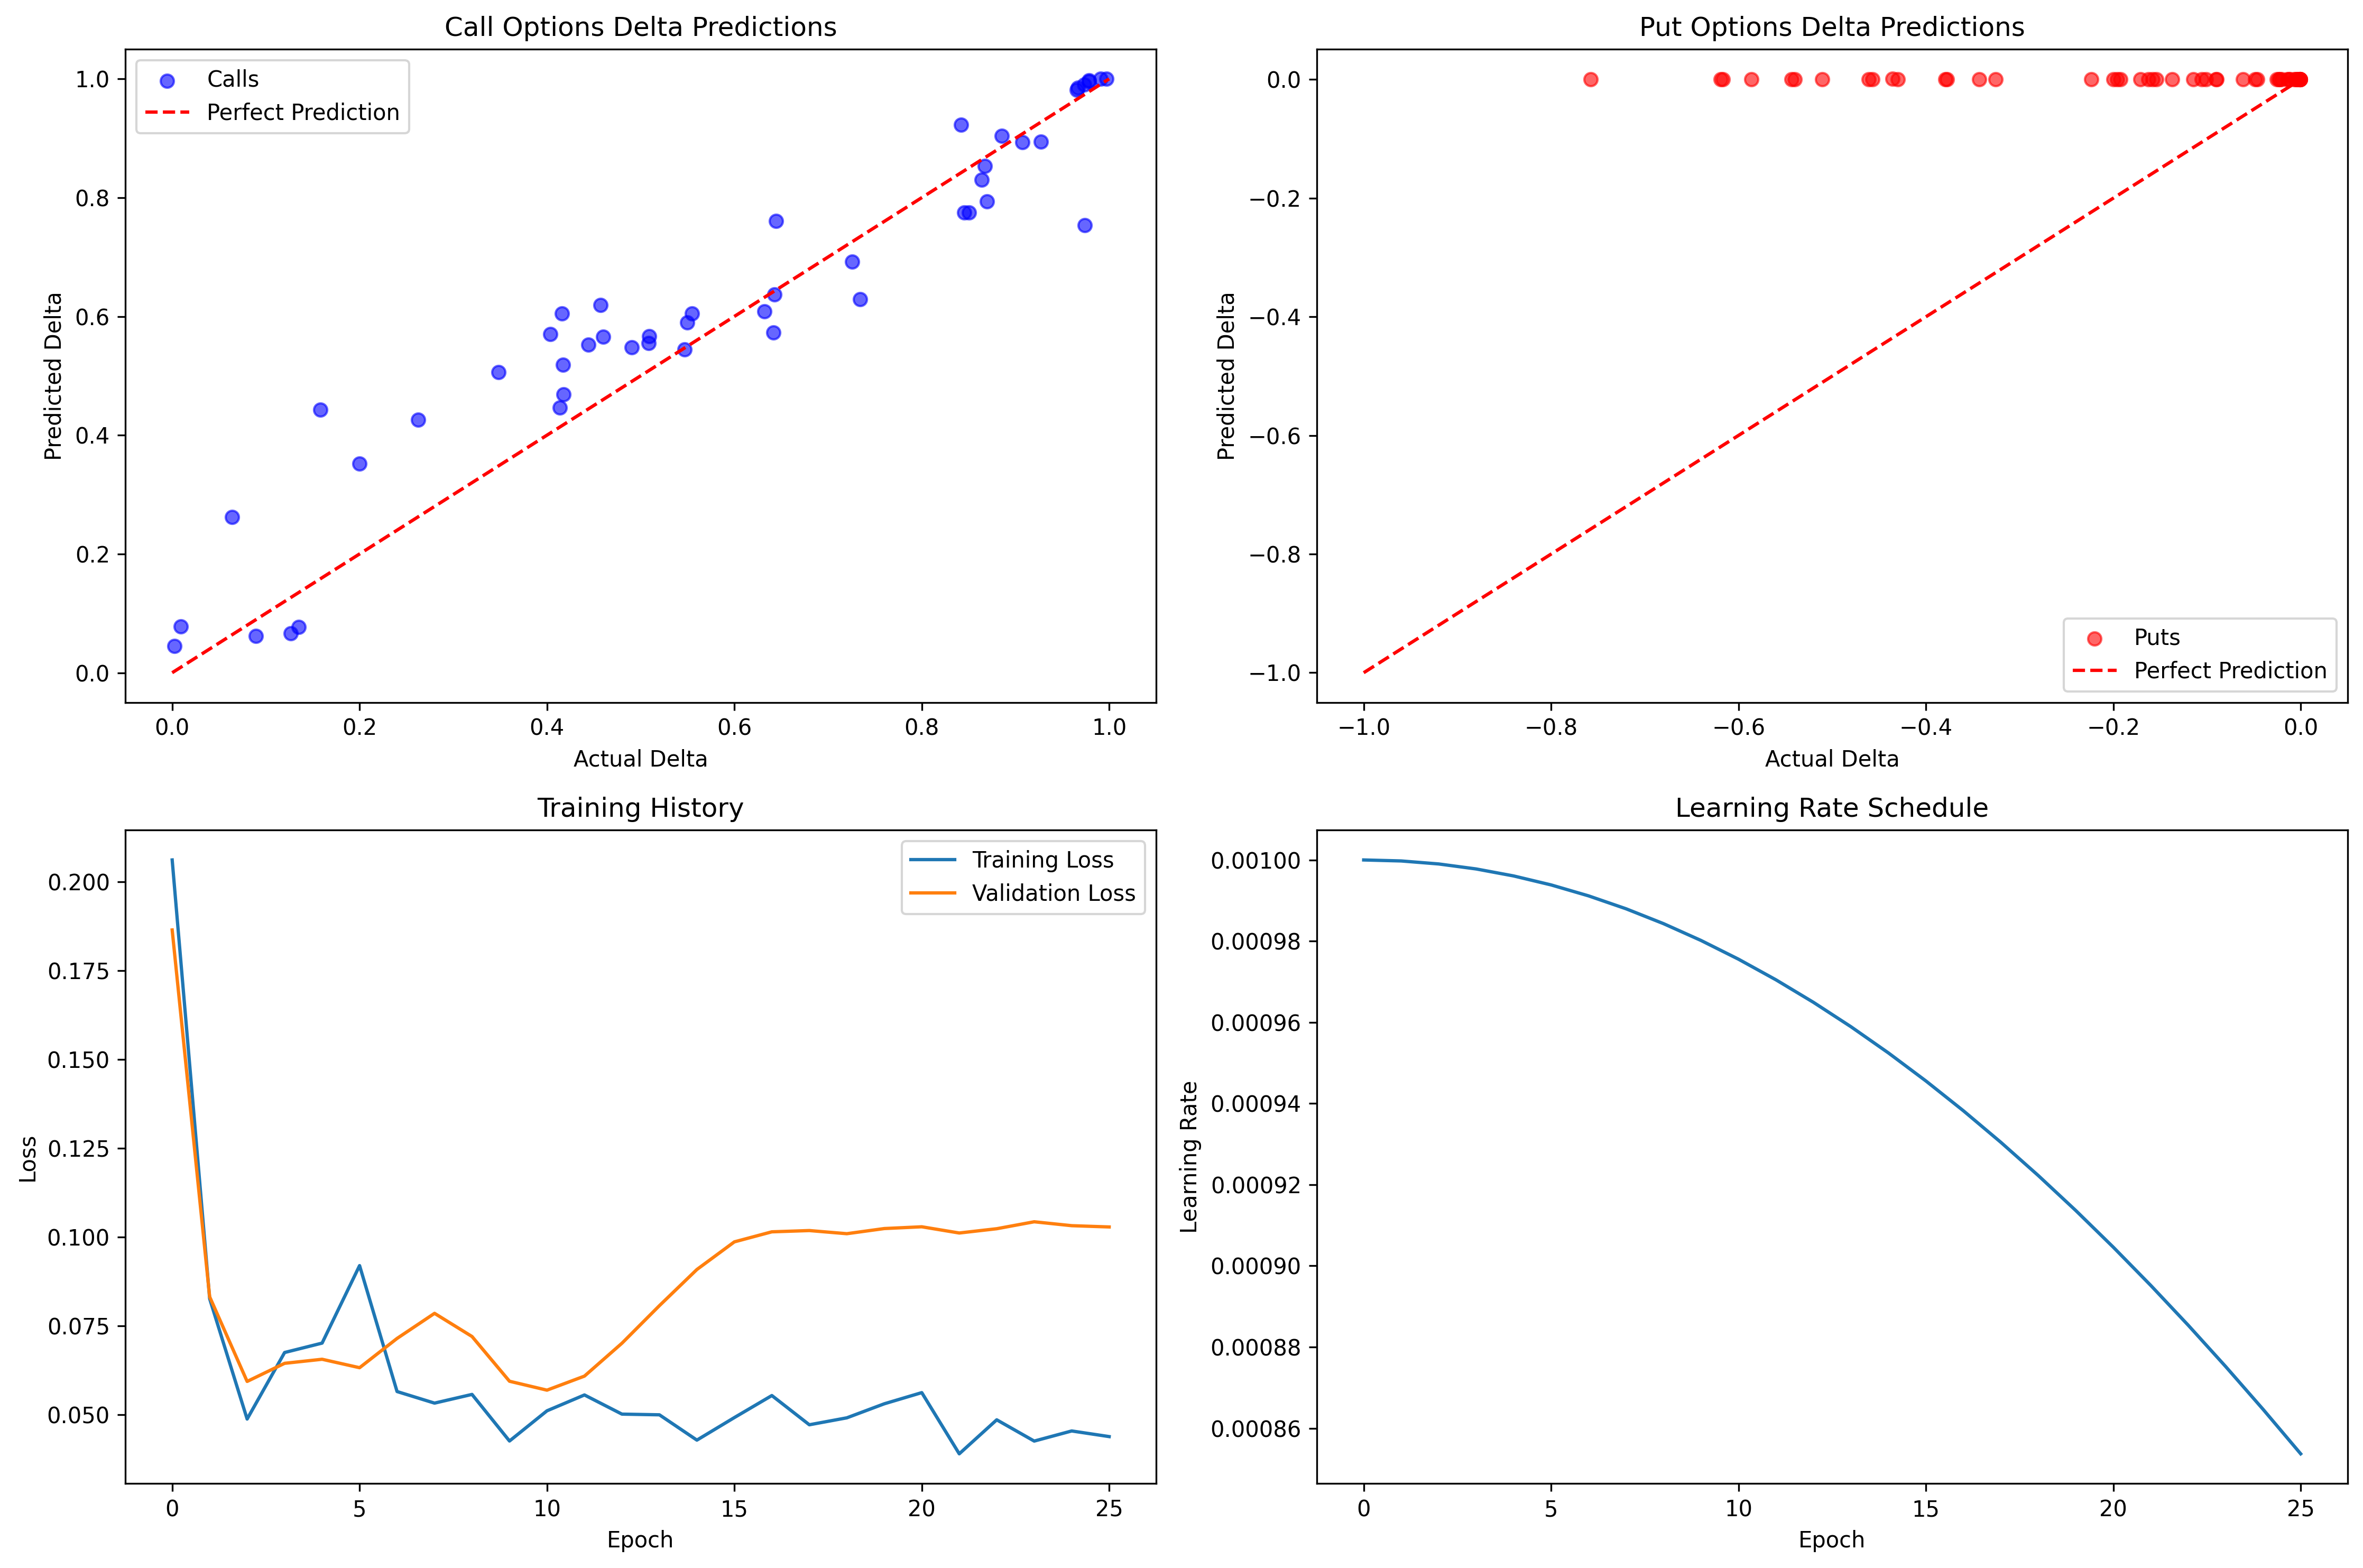 Call Options Delta Predictions
Calls
Perfect Prediction
Predicted Delta
1.0
0.8
0.6
0.4
0.2
0.0
0.0 0.2 0.4 0.6 0.8 1.0
Actual Delta
Put Options Delta Predictions
Predicted Delta
0.0
−0.2
−0.4
−0.6
−0.8
−1.0
Puts
Perfect Prediction
−1.0 −0.8 −0.6 −0.4 −0.2 0.0
Actual Delta
Training History
Training Loss
Validation Loss
Loss
0.200
0.175
0.150
0.125
0.100
0.075
0.050
0 5 10 15 20 25
Epoch
Learning Rate Schedule
Learning Rate
0.00100
0.00098
0.00096
0.00094
0.00092
0.00090
0.00088
0.00086
0 5 10 15 20 25
Epoch